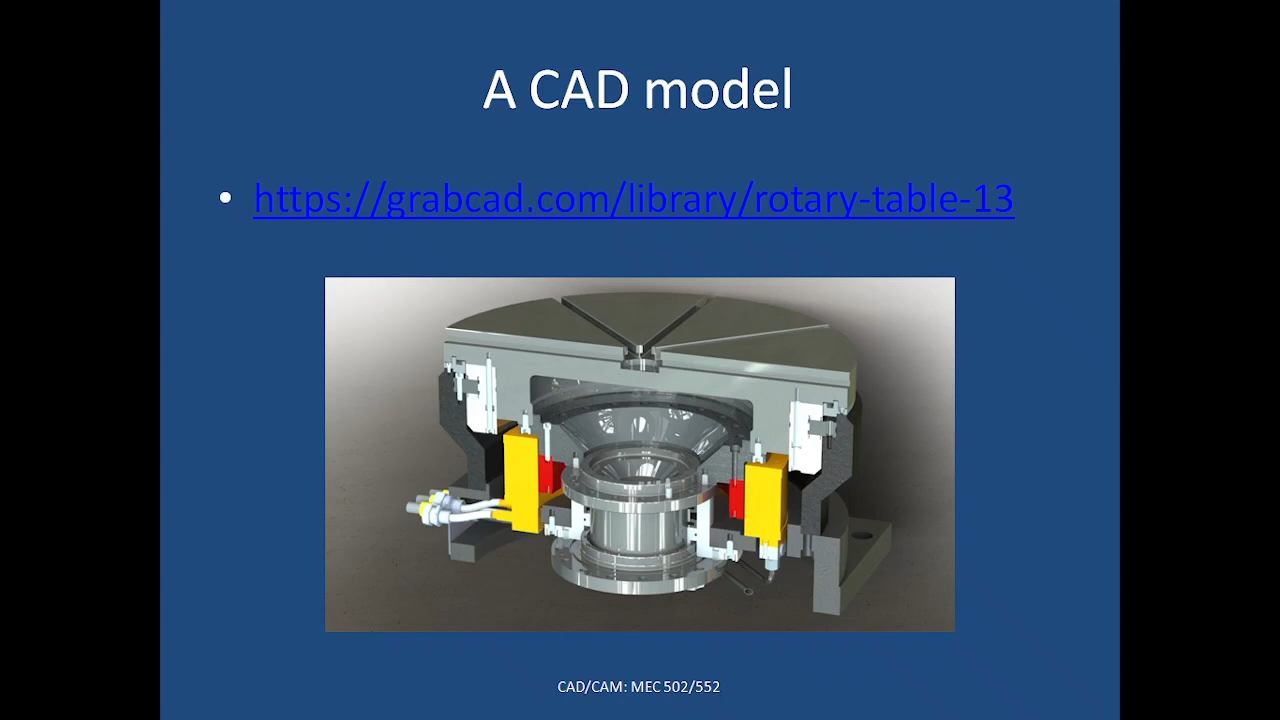 A CAD model
• https://grabcad.com/library/rotary-table-13
CAD/CAM: MEC 502/552